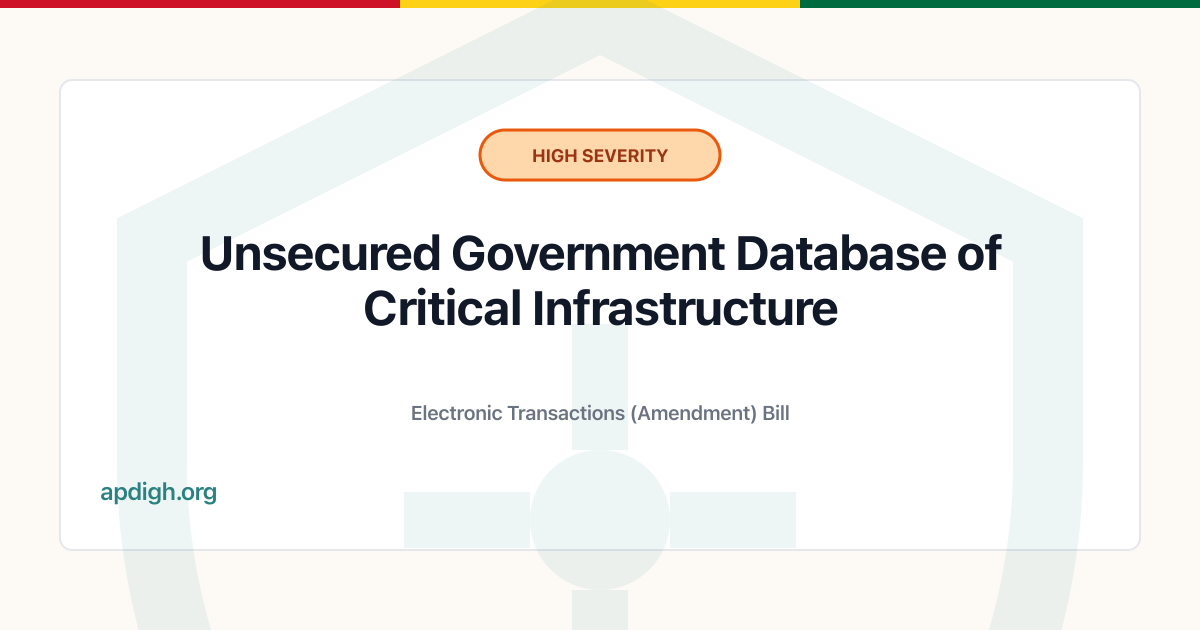 HIGH SEVERITY
Unsecured Government Database of
Critical Infrastructure
Electronic Transactions (Amendment) Bill
apdigh.org